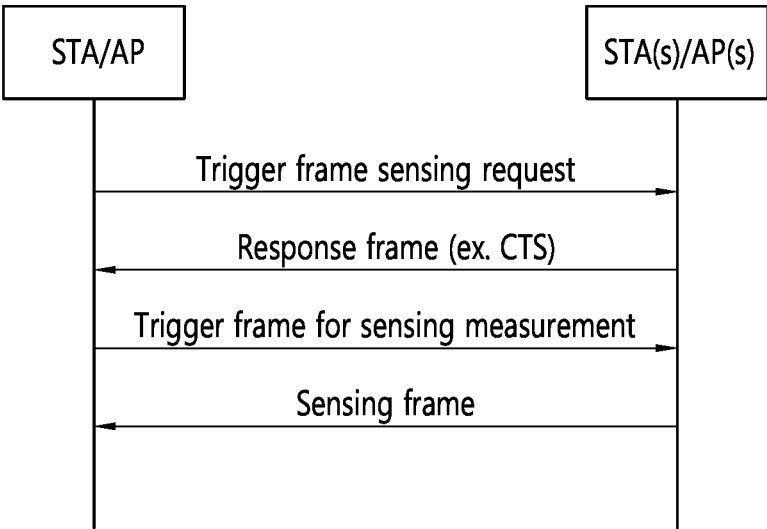 STA/AP
STA(s)/AP(s)
Trigger frame sensing request
Response frame (ex. CTS)
Trigger frame for sensing measurement
Sensing frame